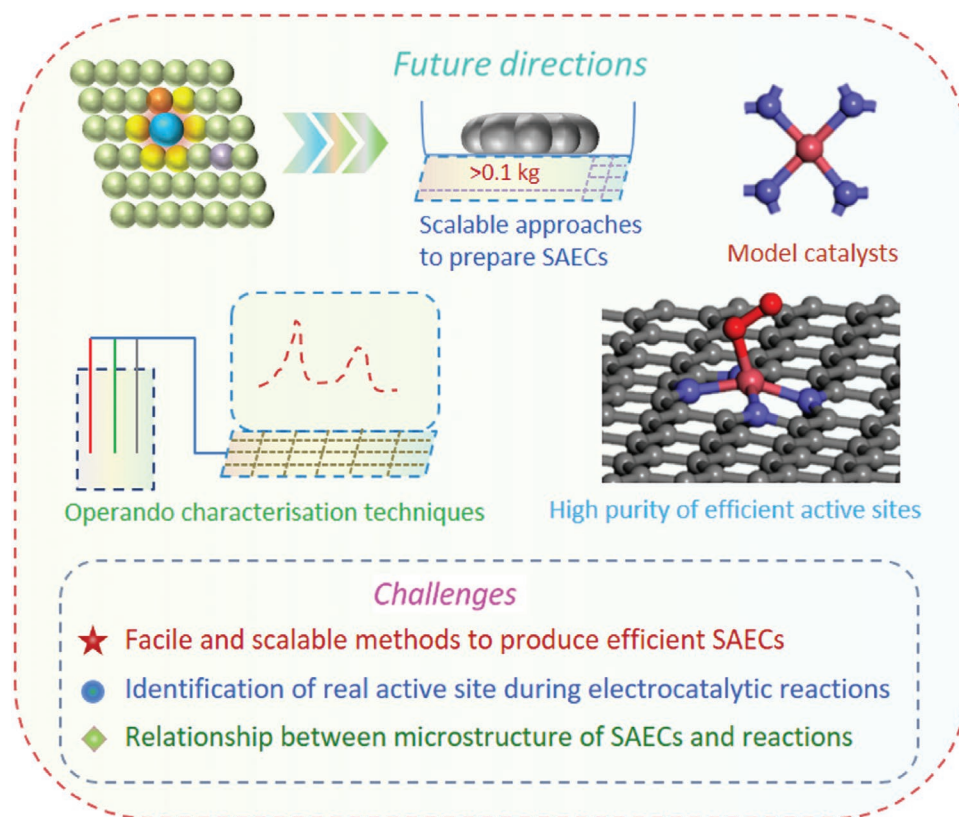 Future directions
>0.1 kg
Scalable approaches
to prepare SAECs
Model catalysts
Operando characterisation techniques
High purity of efficient active sites
Challenges
Facile and scalable methods to produce efficient SAECs
Identification of real active site during electrocatalytic reactions
Relationship between microstructure of SAECs and reactions